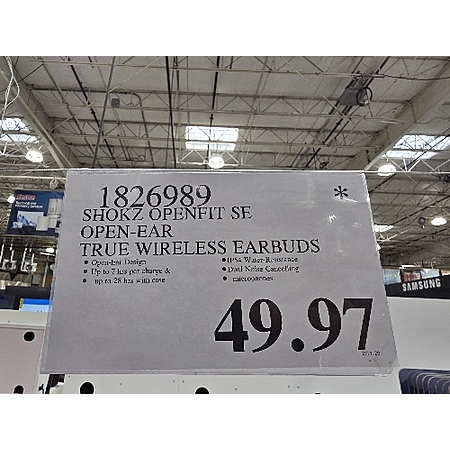 1826989 *
SHOKZ OPENFIT SE
OPEN-EAR
TRUE WIRELESS EARBUDS
• Open-Ear Design
• Up to 7 hrs per charge &
• up to 28 hrs with case
• IP54 Water-Resistance
• Dual Noise Cancelling
• microphones
49.97
SAMSUNG